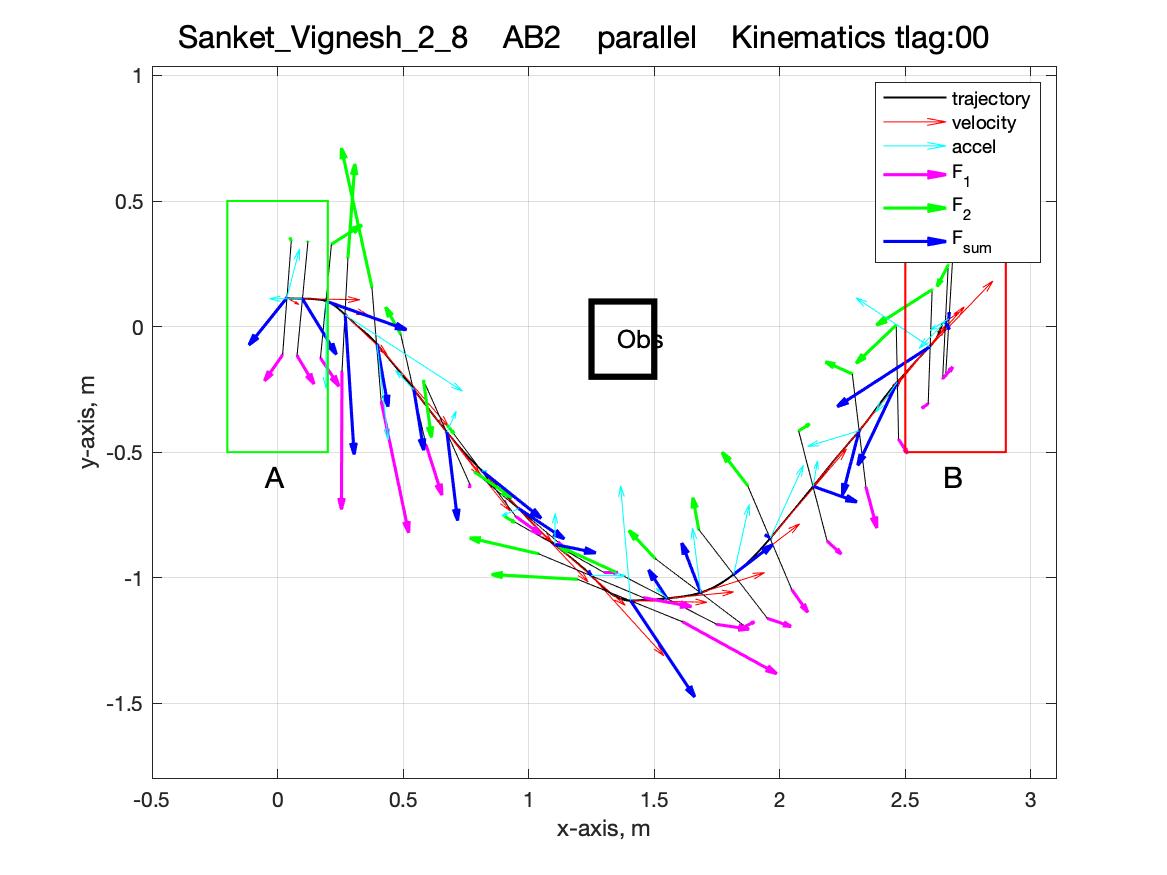 Sanket_Vignesh_2_8 AB2 parallel Kinematics tlag:00
trajectory
velocity
accel
F1
F2
Fsum
1
0.5
0
-0.5
-1
-1.5
y-axis, m
Obs
A
B
-0.5 0 0.5 1 1.5 2 2.5 3
x-axis, m